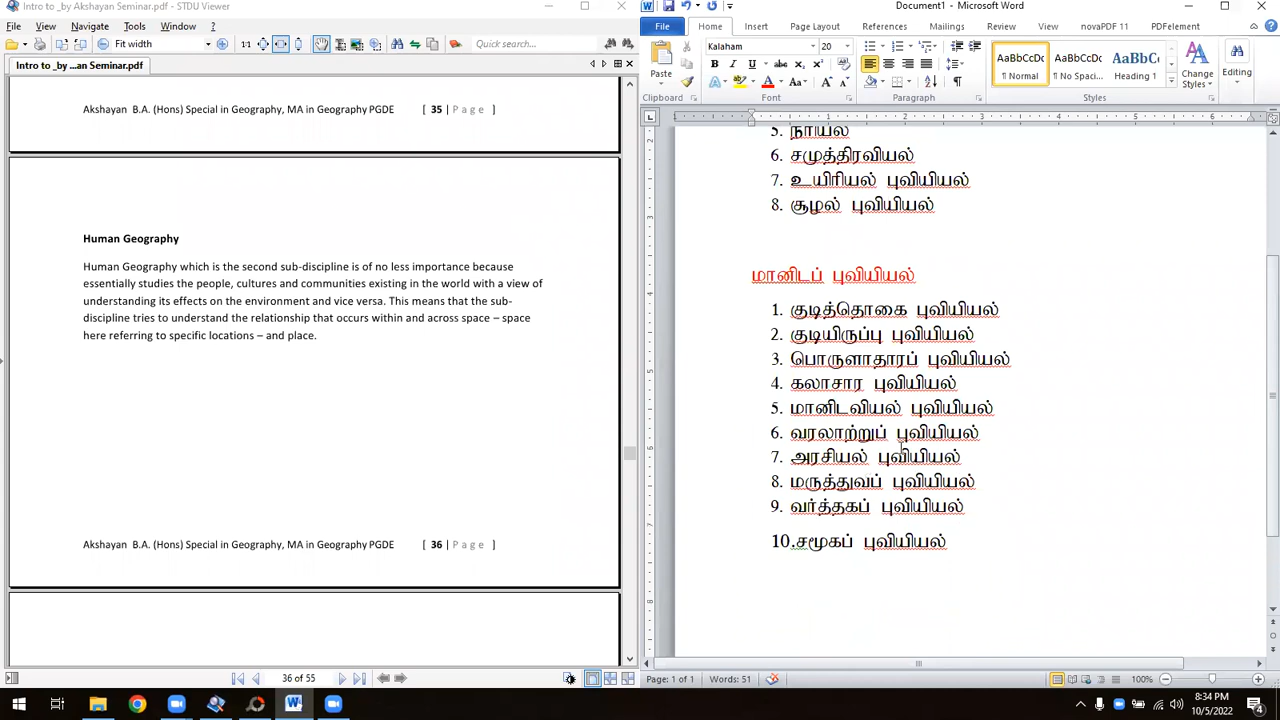 Intro to _by Akshayan Seminar.pdf - STDU Viewer
File View Navigate Tools Window Help
Fit width
1:1
Quick search...
Intro to _by ...an Seminar.pdf
Akshayan B.A. (Hons) Special in Geography, MA in Geography PGDE [ 35 | P a g e ]
Human Geography
Human Geography which is the second sub-discipline is of no less importance because
essentially studies the people, cultures and communities existing in the world with a view of
understanding its effects on the environment and vice versa. This means that the sub-
discipline tries to understand the relationship that occurs within and across space – space
here referring to specific locations – and place.
Akshayan B.A. (Hons) Special in Geography, MA in Geography PGDE [ 36 | P a g e ]
36 of 55
Document1 - Microsoft Word
File Home Insert Page Layout References Mailings Review View novaPDF 11 PDFelement
Kalaham 20
Paste
AaBbCcDc AaBbCcDc AaBbC
¶ Normal ¶ No Spaci... Heading 1
Change Styles
Editing
Clipboard Font Paragraph Styles
5. நாயல்
6. சமுத்திரவியல்
7. உயிரியல் புவியியல்
8. சூழல் புவியியல்
மானிடப் புவியியல்
1. குடித்தொகை புவியியல்
2. குடியிருப்பு புவியியல்
3. பொருளாதாரப் புவியியல்
4. கலாசார புவியியல்
5. மானிடவியல் புவியியல்
6. வரலாற்றுப் புவியியல்
7. அரசியல் புவியியல்
8. மருத்துவப் புவியியல்
9. வர்த்தகப் புவியியல்
10.சமூகப் புவியியல்
Page: 1 of 1 Words: 51 100%
8:34 PM
10/5/2022